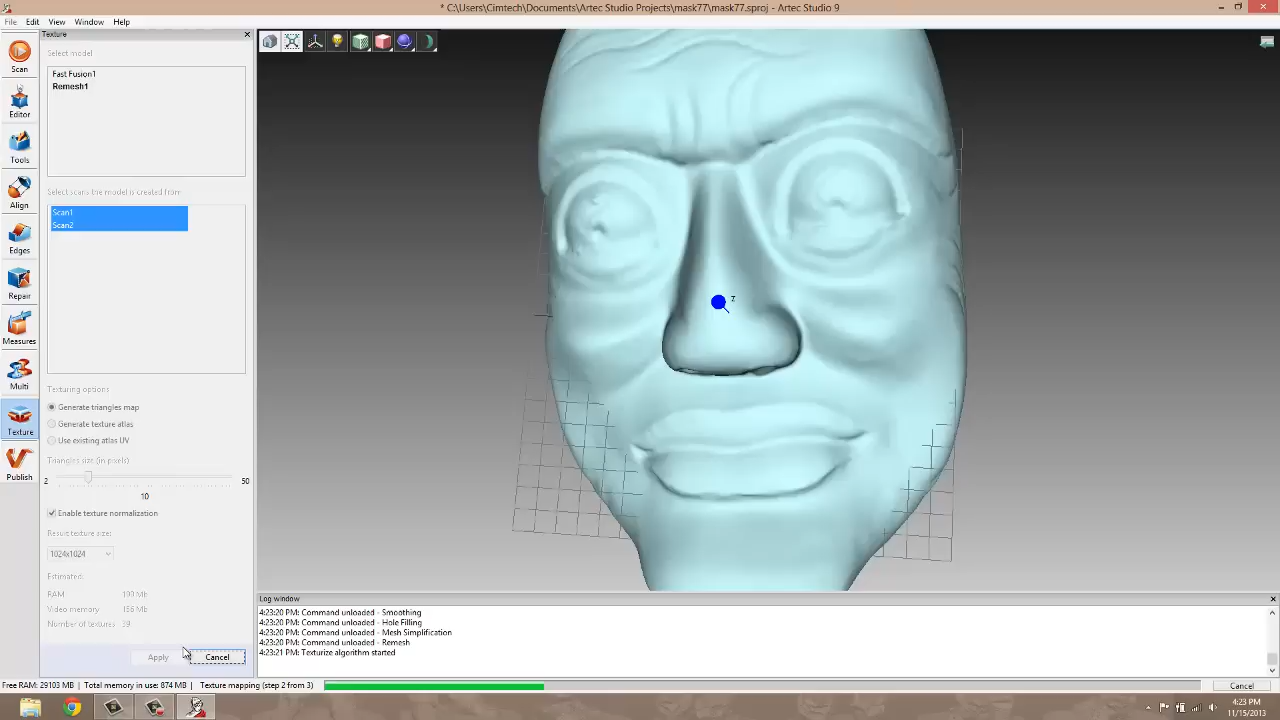 * C:\Users\Cimtech\Documents\Artec Studio Projects\mask77\mask77.sproj - Artec Studio 9
File Edit View Window Help
Texture
Scan
Editor
Tools
Align
Edges
Repair
Measures
Multi
Texture
Publish
Select model
Fast Fusion1
Remesh1
Select scans the model is created from
Scan1
Scan2
Texturing options
Generate triangles map
Generate texture atlas
Use existing atlas UV
Triangles size (in pixels)
2 50
10
Enable texture normalization
Result texture size:
1024x1024
Estimated:
RAM: 190 Mb
Video memory 156 Mb
Number of textures 39
Apply Cancel
z
Log window
4:23:20 PM: Command unloaded - Smoothing
4:23:20 PM: Command unloaded - Hole Filling
4:23:20 PM: Command unloaded - Mesh Simplification
4:23:20 PM: Command unloaded - Remesh
4:23:21 PM: Texturize algorithm started
Free RAM: 29103 MB Total memory in use: 874 MB Texture mapping (step 2 from 3) Cancel
4:23 PM
11/15/2013